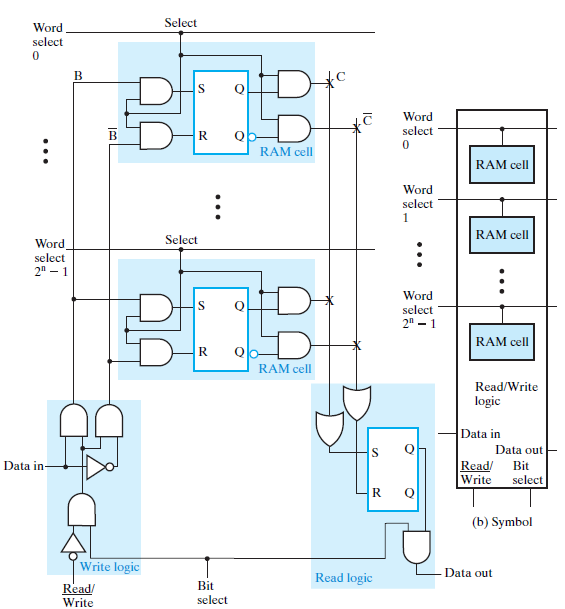 Word
select
0
Select
B
B
S
Q
R
Q
RAM cell
C
C
Word
select
2ⁿ – 1
Select
S
Q
R
Q
RAM cell
Data in
Write logic
Read/
Write
Bit
select
S
Q
R
Q
Read logic
Data out
Word
select
0
RAM cell
Word
select
1
RAM cell
Word
select
2ⁿ – 1
RAM cell
Read/Write
logic
Data in
Data out
Read/
Write
Bit
select
(b) Symbol